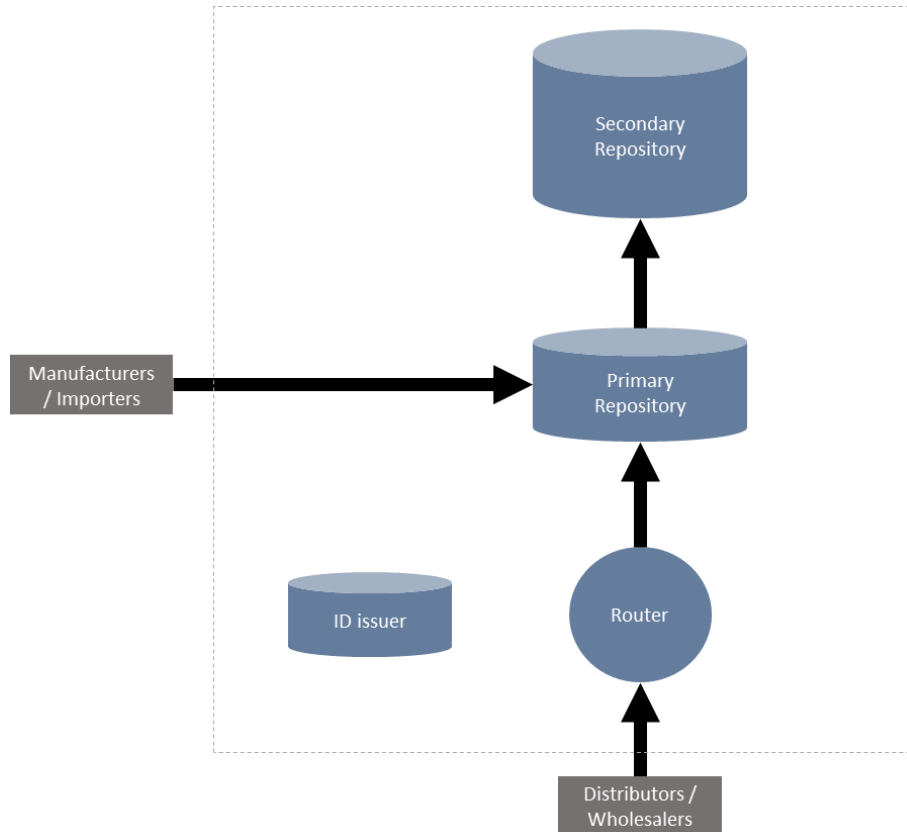 Secondary
Repository
Manufacturers
/ Importers
Primary
Repository
ID issuer
Router
Distributors /
Wholesalers